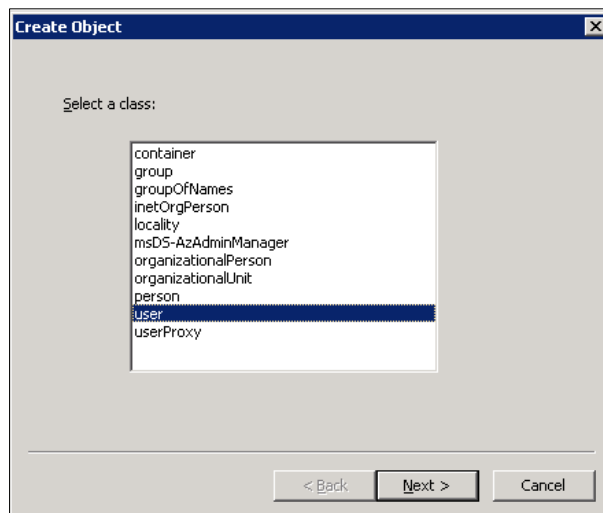 Create Object
Select a class:
container
group
groupOfNames
inetOrgPerson
locality
msDS-AzAdminManager
organizationalPerson
organizationalUnit
person
user
userProxy
< Back Next > Cancel